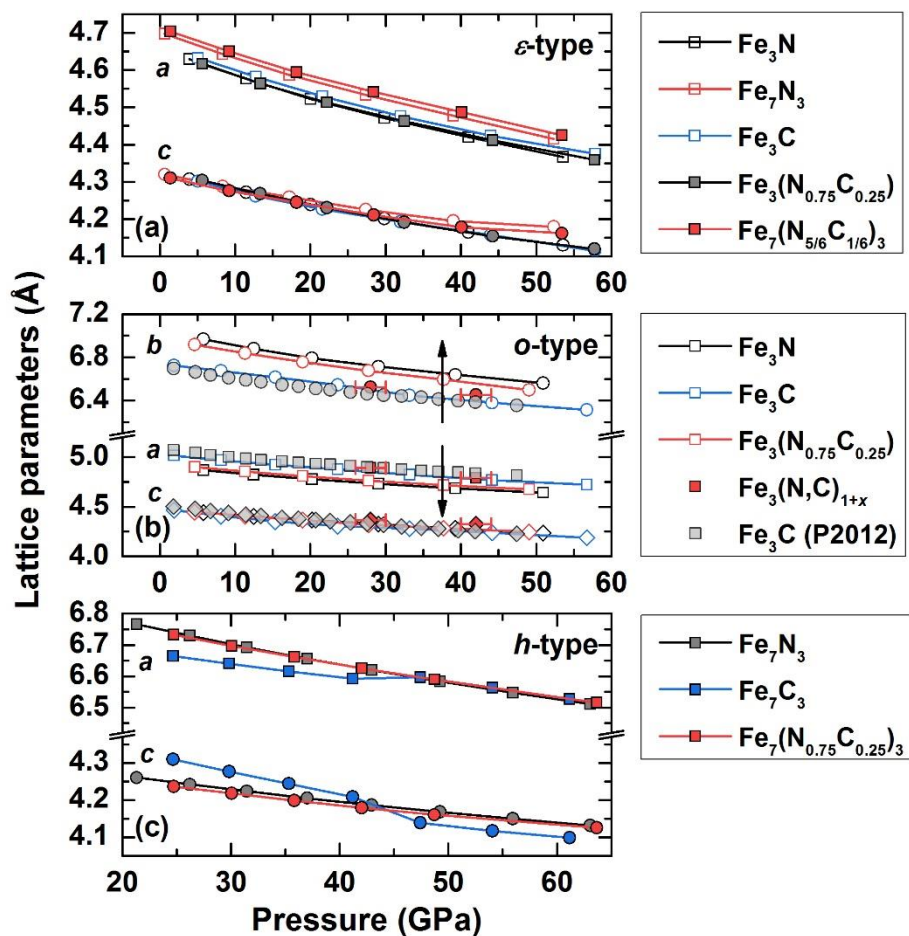 Lattice parameters (Å)
4.7
4.6
4.5
4.4
4.3
4.2
4.1
ε-type
a
c
(a)
0 10 20 30 40 50 60
Fe₃N
Fe₇N₃
Fe₃C
Fe₃(N₀.₇₅C₀.₂₅)
Fe₇(N₅/₆C₁/₆)₃
7.2
6.8
6.4
5.0
4.5
4.0
o-type
b
a
c
(b)
0 10 20 30 40 50 60
Fe₃N
Fe₃C
Fe₃(N₀.₇₅C₀.₂₅)
Fe₃(N,C)₁₊ₓ
Fe₃C (P2012)
6.8
6.7
6.6
6.5
4.3
4.2
4.1
h-type
a
c
(c)
20 30 40 50 60
Fe₇N₃
Fe₇C₃
Fe₇(N₀.₇₅C₀.₂₅)₃
Pressure (GPa)